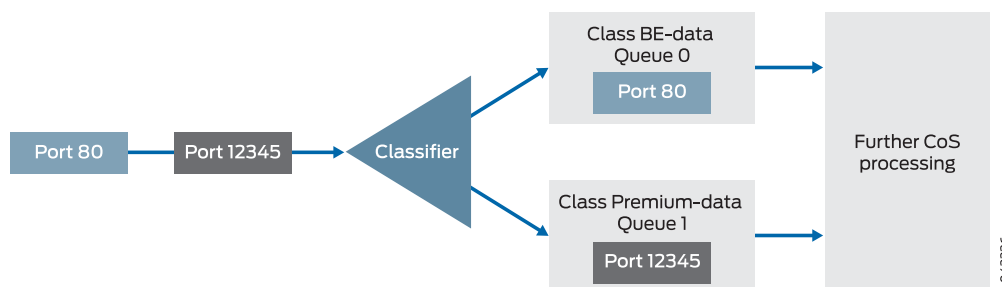 Class BE-data
Queue 0
Port 80
Port 80
Port 12345
Classifier
Further CoS
processing
Class Premium-data
Queue 1
Port 12345